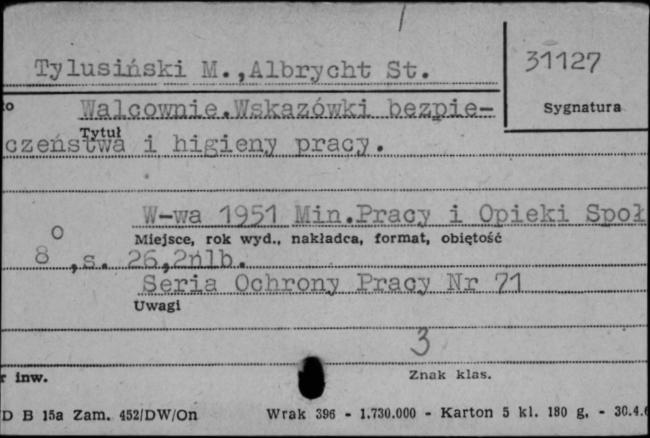 Tylusiński M.,Albrycht St.
31127
Sygnatura
Walcownie.Wskazówki bezpie-
Tytuł
czeństwa i higieny pracy.
W-wa 1951 Min.Pracy i Opieki Społ
Miejsce, rok wyd., nakładca, format, objętość
8°,s. 26,2nlb.
Seria Ochrony Pracy Nr 71
Uwagi
3
r inw.
Znak klas.
D B 15a Zam. 452/DW/On Wrak 396 - 1.730.000 - Karton 5 kl. 180 g. - 30.4.